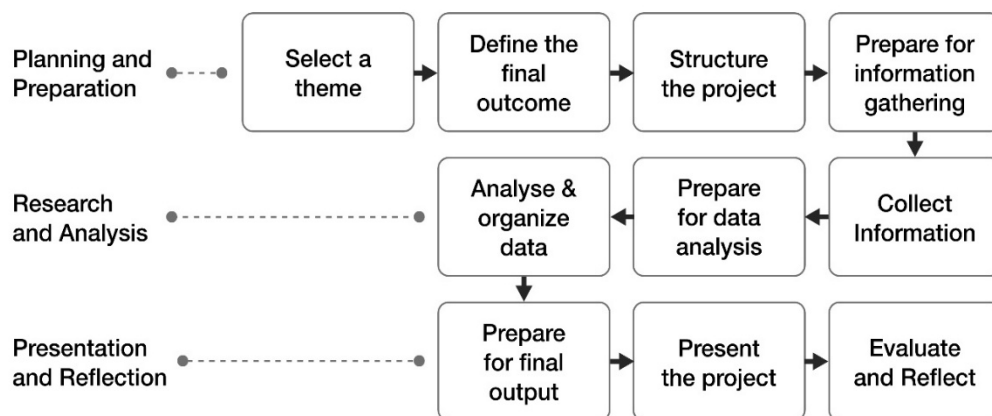 Planning and
Preparation
Select a
theme
Define the
final
outcome
Structure
the project
Prepare for
information
gathering
Research
and Analysis
Analyse &
organize
data
Prepare
for data
analysis
Collect
Information
Presentation
and Reflection
Prepare
for final
output
Present
the project
Evaluate
and Reflect